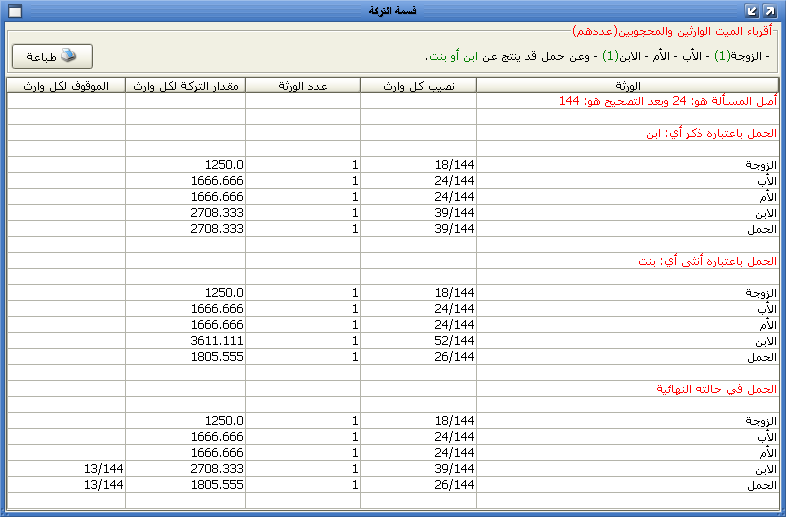 قسمة التركة
أقرباء الميت الوارثين والمحجوبين(عددهم)
- الزوجة(1) - الأب - الأم - الابن(1) - وعن حمل قد ينتج عن ابن أو بنت.
طباعة
الورثة نصيب كل وارث عدد الورثة مقدار التركة لكل وارث الموقوف لكل وارث
أصل المسألة هو: 24 وبعد التصحيح هو: 144
الحمل باعتباره ذكر أي: ابن
الزوجة 18/144 1 1250.0
الأب 24/144 1 1666.666
الأم 24/144 1 1666.666
الابن 39/144 1 2708.333
الحمل 39/144 1 2708.333
الحمل باعتباره أنثى أي: بنت
الزوجة 18/144 1 1250.0
الأب 24/144 1 1666.666
الأم 24/144 1 1666.666
الابن 52/144 1 3611.111
الحمل 26/144 1 1805.555
الحمل في حالته النهائية
الزوجة 18/144 1 1250.0
الأب 24/144 1 1666.666
الأم 24/144 1 1666.666
الابن 39/144 1 2708.333 13/144
الحمل 26/144 1 1805.555 13/144